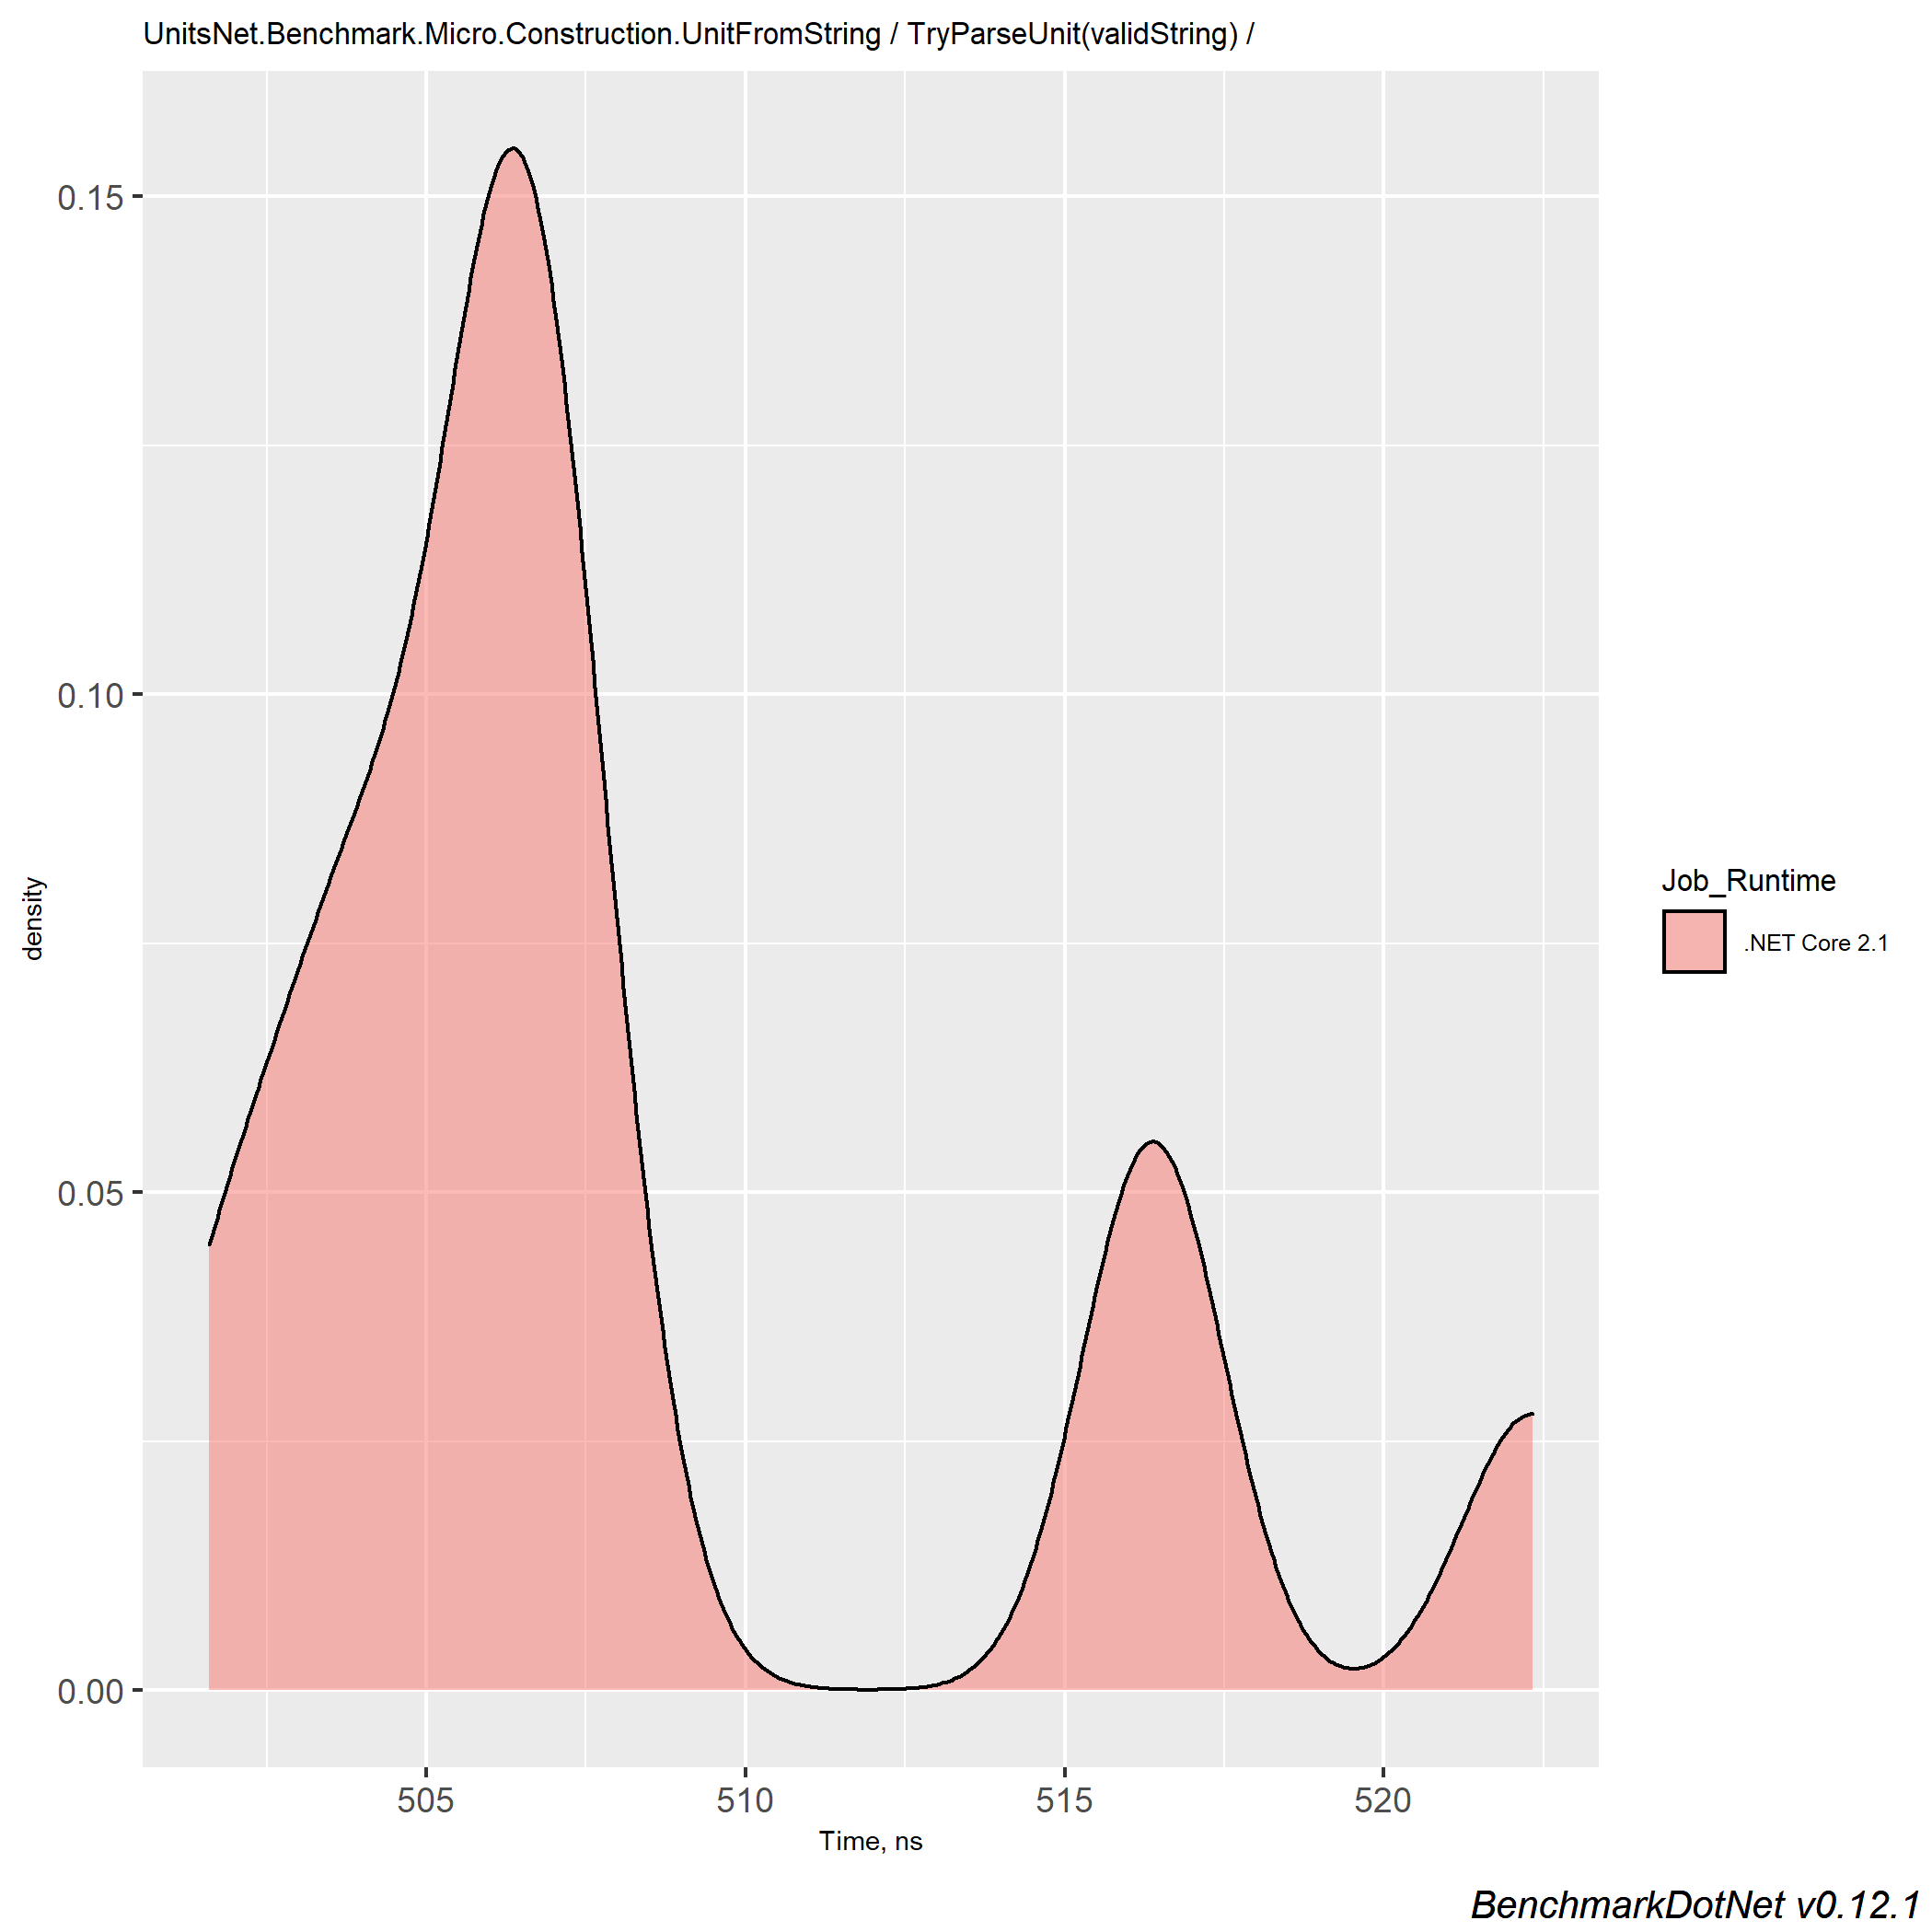 UnitsNet.Benchmark.Micro.Construction.UnitFromString / TryParseUnit(validString) /
0.15
0.10
0.05
0.00
density
505 510 515 520
Time, ns
Job_Runtime
.NET Core 2.1
BenchmarkDotNet v0.12.1